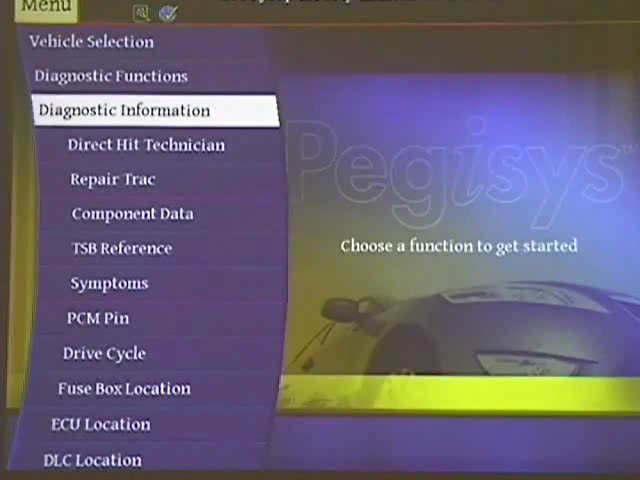 Menu
Vehicle Selection
Diagnostic Functions
Diagnostic Information
Direct Hit Technician
Repair Trac
Component Data
TSB Reference
Symptoms
PCM Pin
Drive Cycle
Fuse Box Location
ECU Location
DLC Location
Pegisys™
Choose a function to get started